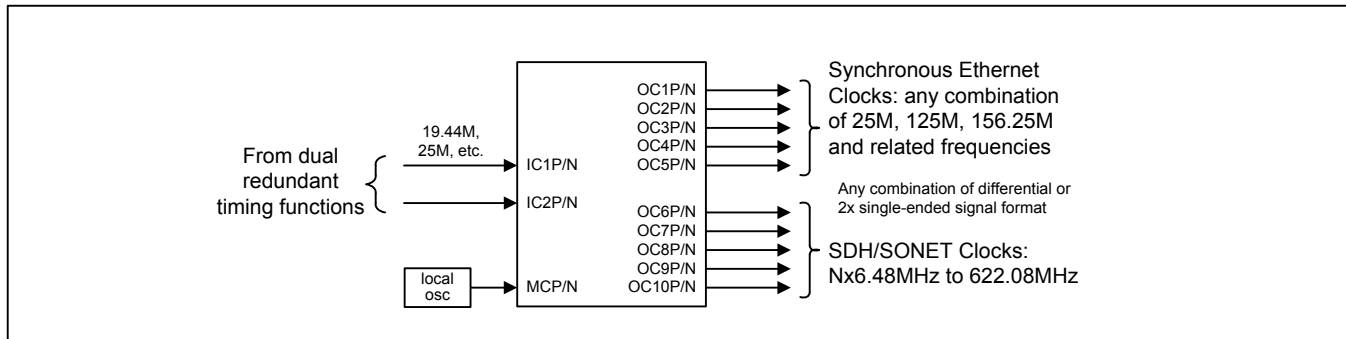 From dual
redundant
timing functions
19.44M,
25M, etc.
local
osc
IC1P/N
IC2P/N
MCP/N
OC1P/N
OC2P/N
OC3P/N
OC4P/N
OC5P/N
OC6P/N
OC7P/N
OC8P/N
OC9P/N
OC10P/N
Synchronous Ethernet
Clocks: any combination
of 25M, 125M, 156.25M
and related frequencies
Any combination of differential or
2x single-ended signal format
SDH/SONET Clocks:
Nx6.48MHz to 622.08MHz